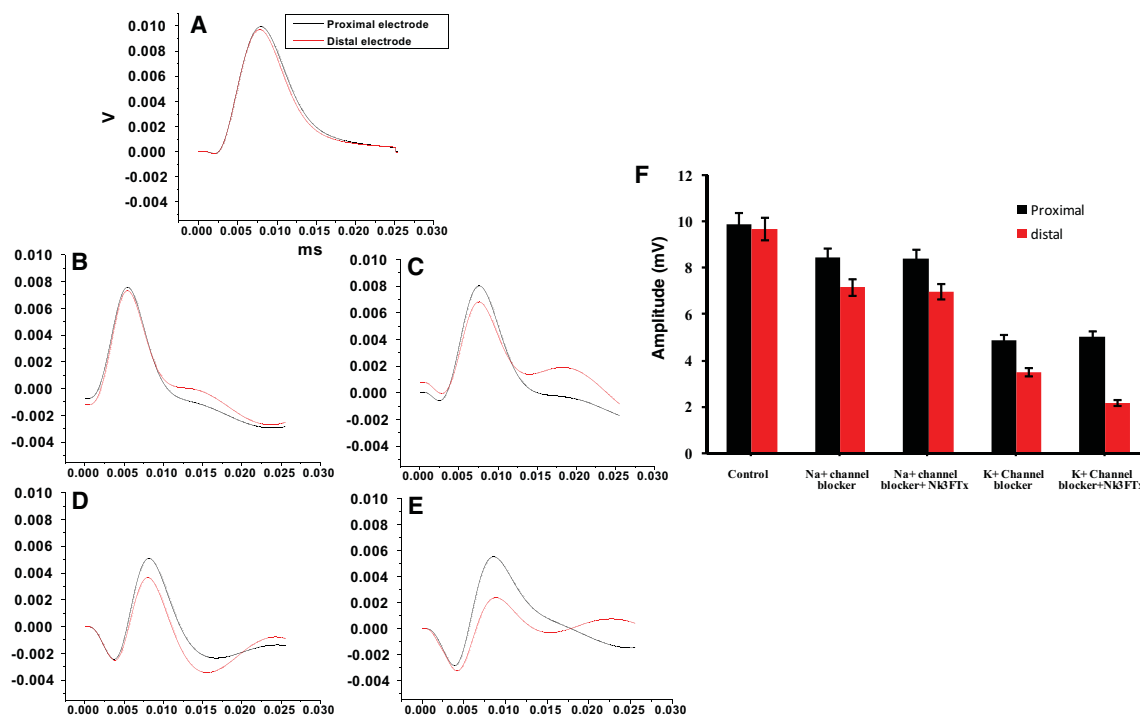 A
Proximal electrode
Distal electrode
V
0.010
0.008
0.006
0.004
0.002
0.000
-0.002
-0.004
0.000 0.005 0.010 0.015 0.020 0.025 0.030
ms
B
0.010
0.008
0.006
0.004
0.002
0.000
-0.002
-0.004
0.000 0.005 0.010 0.015 0.020 0.025 0.030
C
0.010
0.008
0.006
0.004
0.002
0.000
-0.002
-0.004
0.000 0.005 0.010 0.015 0.020 0.025 0.030
D
0.010
0.008
0.006
0.004
0.002
0.000
-0.002
-0.004
0.000 0.005 0.010 0.015 0.020 0.025 0.030
E
0.010
0.008
0.006
0.004
0.002
0.000
-0.002
-0.004
0.000 0.005 0.010 0.015 0.020 0.025 0.030
F
Proximal
distal
Amplitude (mV)
12
10
8
6
4
2
0
Control
Na+ channel
blocker
Na+ channel
blocker+Nk3FTx
K+ Channel
blocker
K+ Channel
blocker+Nk3FTx